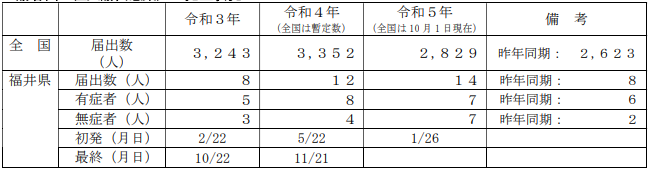 令和３年 令和４年 令和５年 備　考
(全国は暫定数) (全国は10月１日現在)
全　国 届出数 ３，２４３ ３，３５２ ２，８２９ 昨年同期： ２，６２３
（人）
福井県 届出数（人） ８ １２ １４ 昨年同期： ８
有症者（人） ５ ８ ７ 昨年同期： ６
無症者（人） ３ ４ ７ 昨年同期： ２
初発（月日） 2/22 5/22 1/26
最終（月日） 10/22 11/21